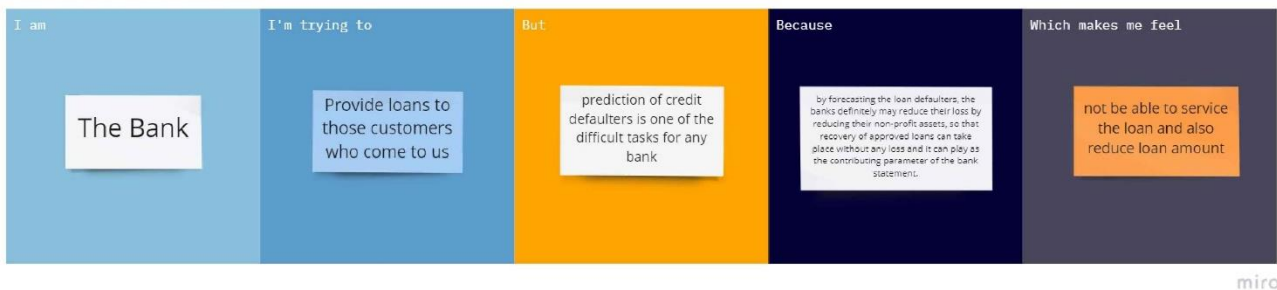 I am
The Bank
I'm trying to
Provide loans to
those customers
who come to us
But
prediction of credit
defaulters is one of the
difficult tasks for any
bank
Because
by forecasting the loan defaulters, the
banks definitely may reduce their loss by
reducing their non-profit assets, so that
recovery of approved loans can take
place without any loss and it can play as
the contributing parameter of the bank
statement.
Which makes me feel
not be able to service
the loan and also
reduce loan amount
miro